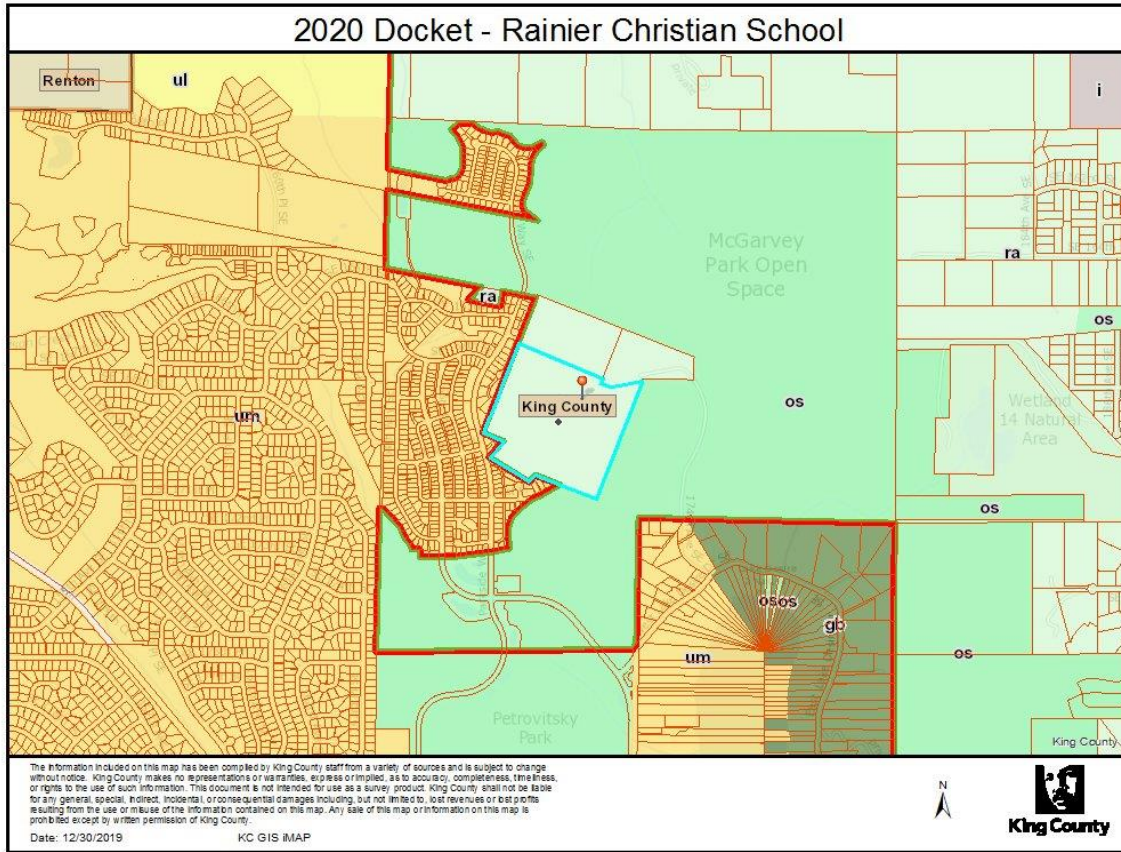 2020 Docket - Rainier Christian School
Renton
ul
i
Private
184th Ave SE
ra
McGarvey
Park Open
Space
Way SE
ra
os
King County
os
um
Wetland
14 Natural
Area
os
osos
gb
um
os
Petrovitsky
Park
King County
The information included on this map has been compiled by King County staff from a variety of sources and is subject to change
without notice. King County makes no representations or warranties, express or implied, as to accuracy, completeness, timeliness,
or rights to the use of such information. This document is not intended for use as a survey product. King County shall not be liable
for any general, special, indirect, incidental, or consequential damages including, but not limited to, lost revenues or lost profits
resulting from the use or misuse of the information contained on this map. Any sale of this map or information on this map is
prohibited except by written permission of King County.
Date: 12/30/2019
KC GIS iMAP
N
King County